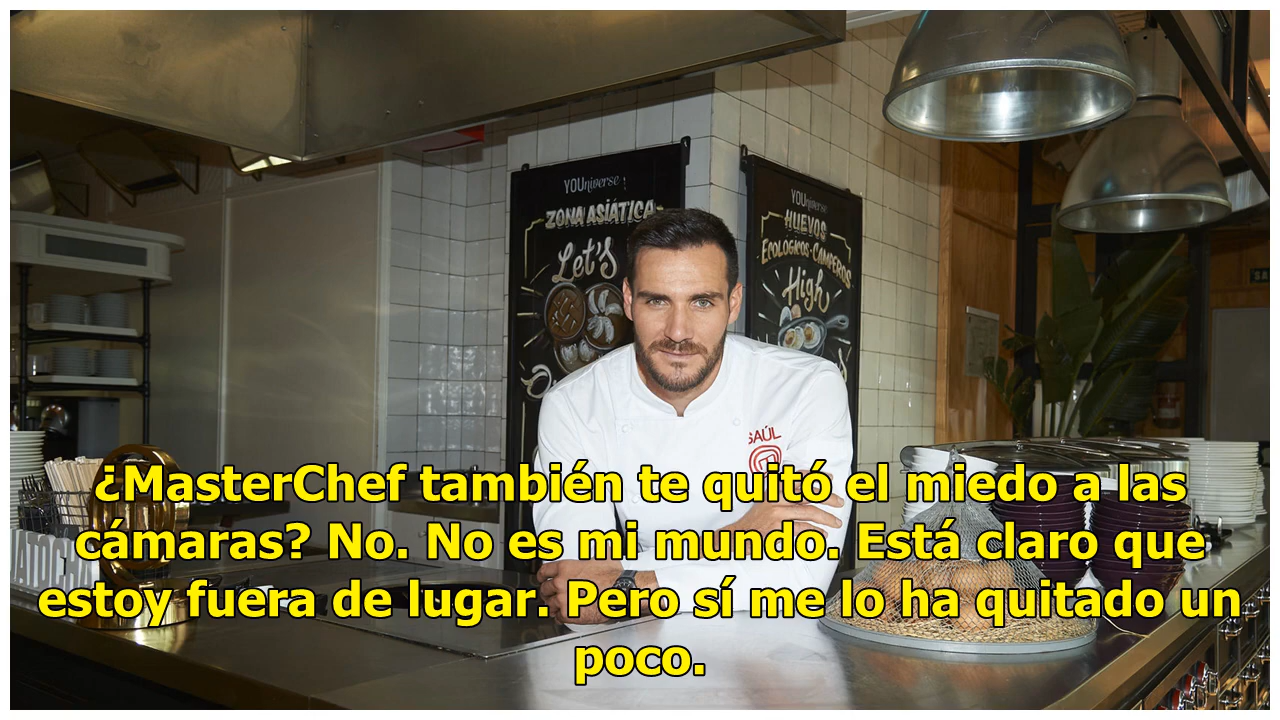 YOUniverse
ZONA ASIÁTICA
Let's
YOUniverse
HUEVOS
ECOLÓGICOS-CAMPEROS
High
SAÚL
¿MasterChef también te quitó el miedo a las
cámaras? No. No es mi mundo. Está claro que
estoy fuera de lugar. Pero sí me lo ha quitado un
poco.